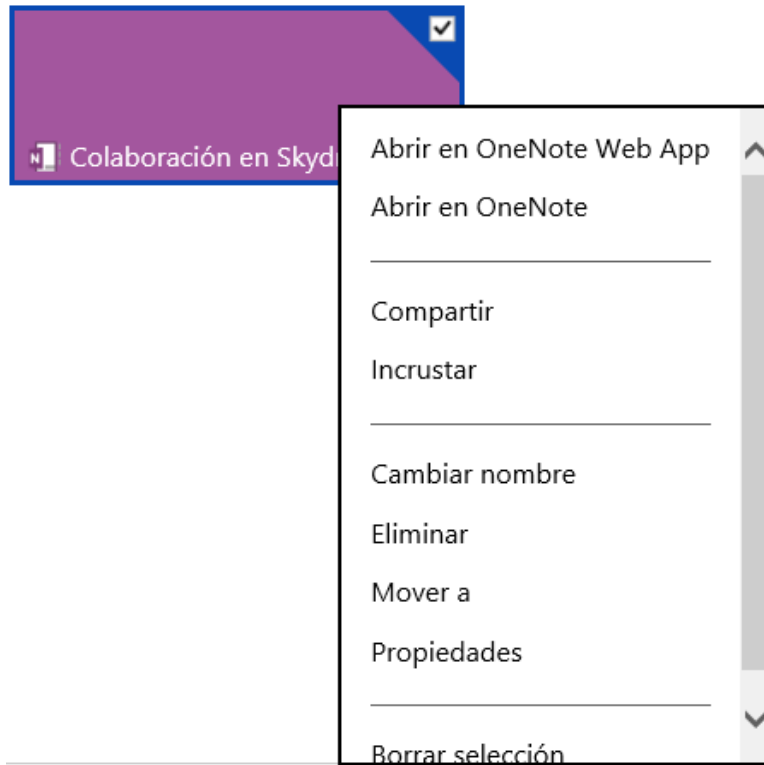 Colaboración en Skyd
Abrir en OneNote Web App
Abrir en OneNote
Compartir
Incrustar
Cambiar nombre
Eliminar
Mover a
Propiedades
Borrar selección